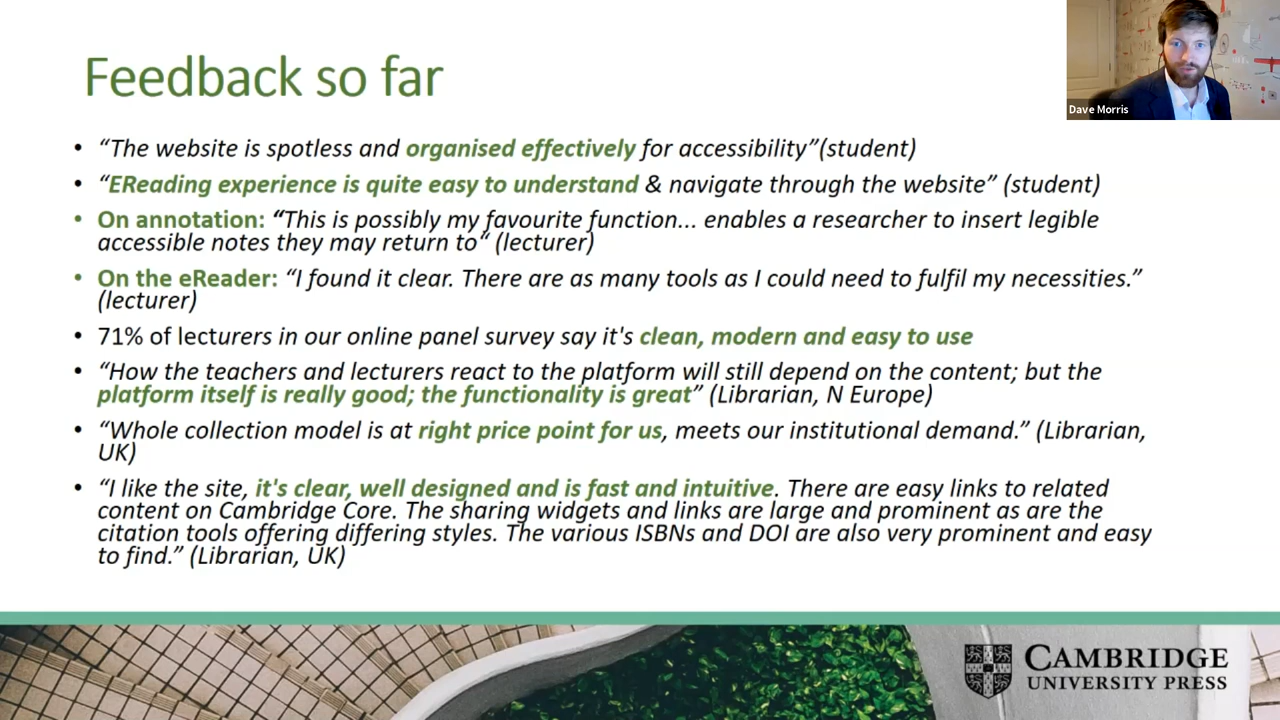 Feedback so far
Dave Morris
• “The website is spotless and organised effectively for accessibility”(student)
• “EReading experience is quite easy to understand & navigate through the website” (student)
• On annotation: “This is possibly my favourite function... enables a researcher to insert legible
accessible notes they may return to“ (lecturer)
• On the eReader: “I found it clear. There are as many tools as I could need to fulfil my necessities.”
(lecturer)
• 71% of lecturers in our online panel survey say it's clean, modern and easy to use
• “How the teachers and lecturers react to the platform will still depend on the content; but the
platform itself is really good; the functionality is great” (Librarian, N Europe)
• “Whole collection model is at right price point for us, meets our institutional demand.” (Librarian,
UK)
• “I like the site, it's clear, well designed and is fast and intuitive. There are easy links to related
content on Cambridge Core. The sharing widgets and links are large and prominent as are the
citation tools offering differing styles. The various ISBNs and DOI are also very prominent and easy
to find.” (Librarian, UK)
CAMBRIDGE
UNIVERSITY PRESS